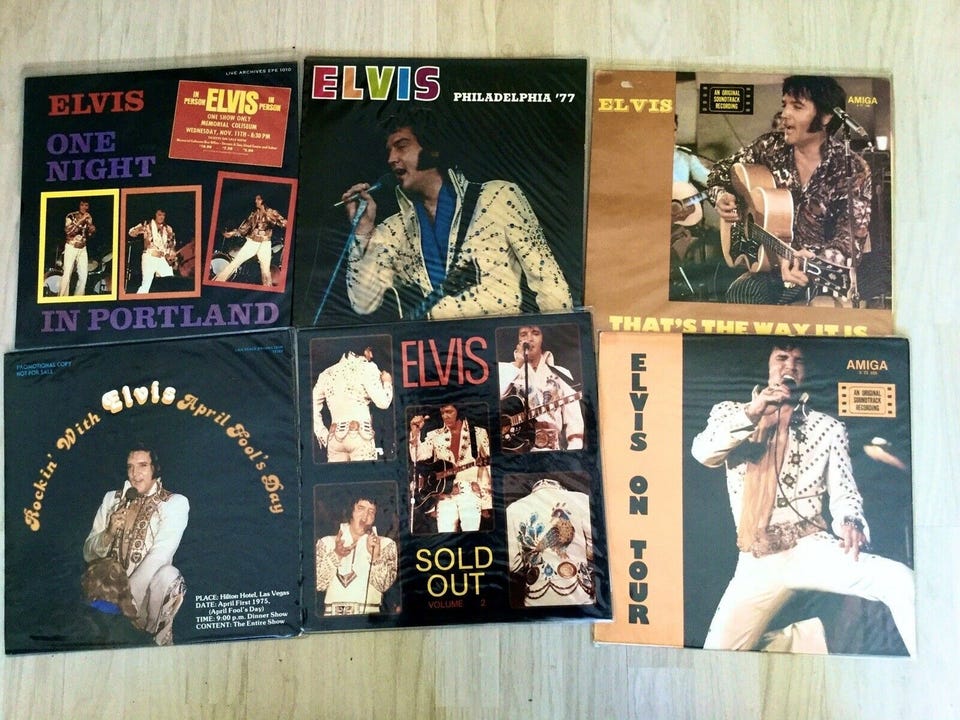 LIVE ARCHIVES EPE 1010
ELVIS
ONE
NIGHT
IN PORTLAND
IN
PERSON
ELVIS
IN
PERSON
ONE SHOW ONLY
MEMORIAL COLISEUM
WEDNESDAY, NOV. 11TH - 8:30 PM
ELVIS
PHILADELPHIA '77
ELVIS
AN ORIGINAL
SOUNDTRACK
RECORDING
AMIGA
THAT'S THE WAY IT IS
PROMOTIONAL COPY
NOT FOR SALE
Rockin' With Elvis April Fool's Day
PLACE: Hilton Hotel, Las Vegas
DATE: April First 1975,
(April Fool's Day)
TIME: 9:00 p.m. Dinner Show
CONTENT: The Entire Show
ELVIS
SOLD
OUT
VOLUME 2
ELVIS ON TOUR
AMIGA
AN ORIGINAL
SOUNDTRACK
RECORDING